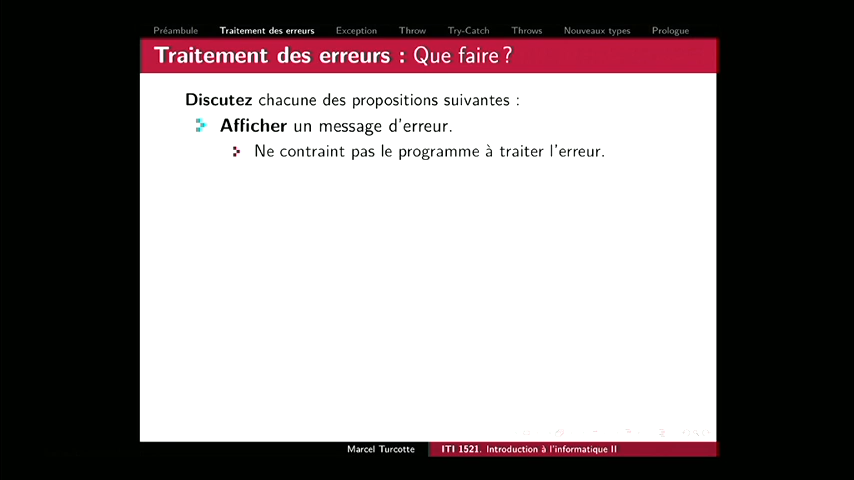 Préambule Traitement des erreurs Exception Throw Try-Catch Throws Nouveaux types Prologue
Traitement des erreurs : Que faire ?
Discutez chacune des propositions suivantes :
Afficher un message d'erreur.
Ne contraint pas le programme à traiter l'erreur.
Marcel Turcotte ITI 1521. Introduction à l'informatique II